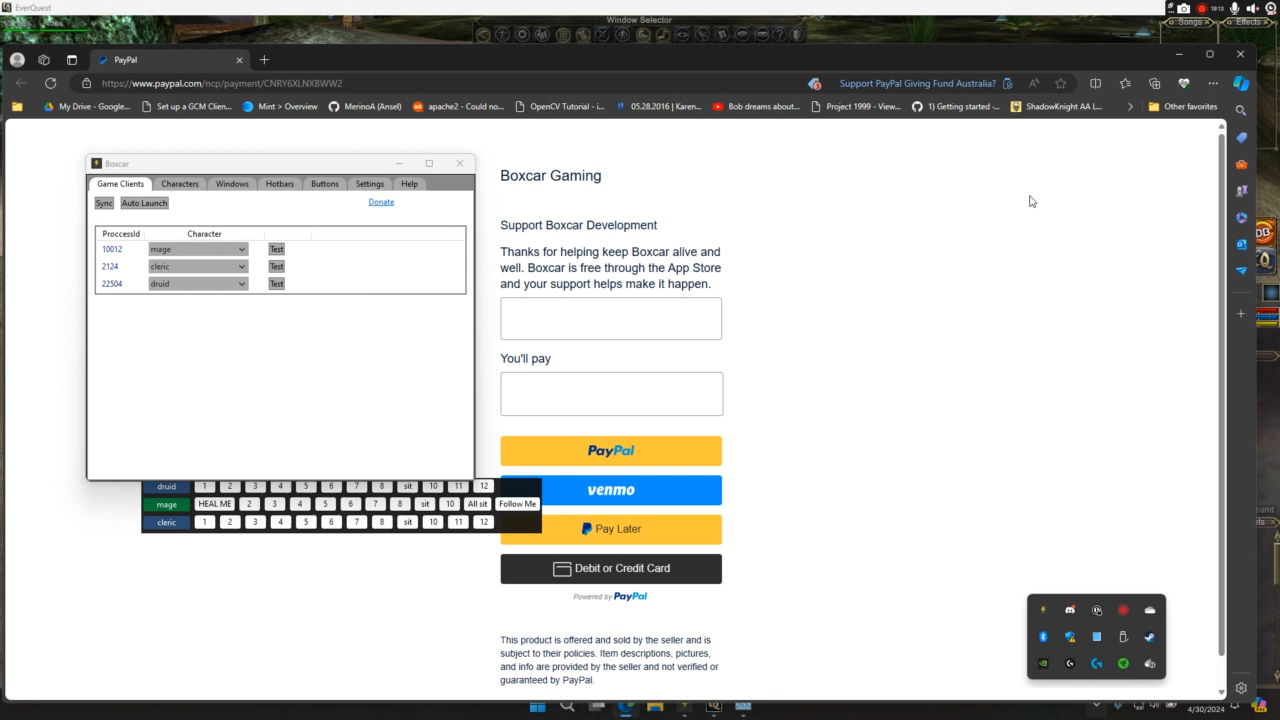 EverQuest
19:13
Window Selector
Songs
Effects
PayPal
https://www.paypal.com/ncp/payment/CNRY6XLNXBWW2
Support PayPal Giving Fund Australia?
My Drive - Google...
Set up a GCM Clien...
Mint > Overview
MerinoA (Ansel)
apache2 - Could no...
OpenCV Tutorial - i...
05.28.2016 | Karen...
Bob dreams about...
Project 1999 - View...
1) Getting started -...
ShadowKnight AA L...
Other favorites
Boxcar
Game Clients Characters Windows Hotbars Buttons Settings Help
Sync Auto Launch
Donate
ProccessId Character
10012 mage Test
2124 cleric Test
22504 druid Test
druid 1 2 3 4 5 6 7 8 sit 10 11 12
mage HEAL ME 2 3 4 5 6 7 8 sit 10 All sit Follow Me
cleric 1 2 3 4 5 6 7 8 sit 10 11 12
Boxcar Gaming
Support Boxcar Development
Thanks for helping keep Boxcar alive and
well. Boxcar is free through the App Store
and your support helps make it happen.
You'll pay
PayPal
venmo
Pay Later
Debit or Credit Card
Powered by PayPal
This product is offered and sold by the seller and is
subject to their policies. Item descriptions, pictures,
and info are provided by the seller and not verified or
guaranteed by PayPal.
4/30/2024